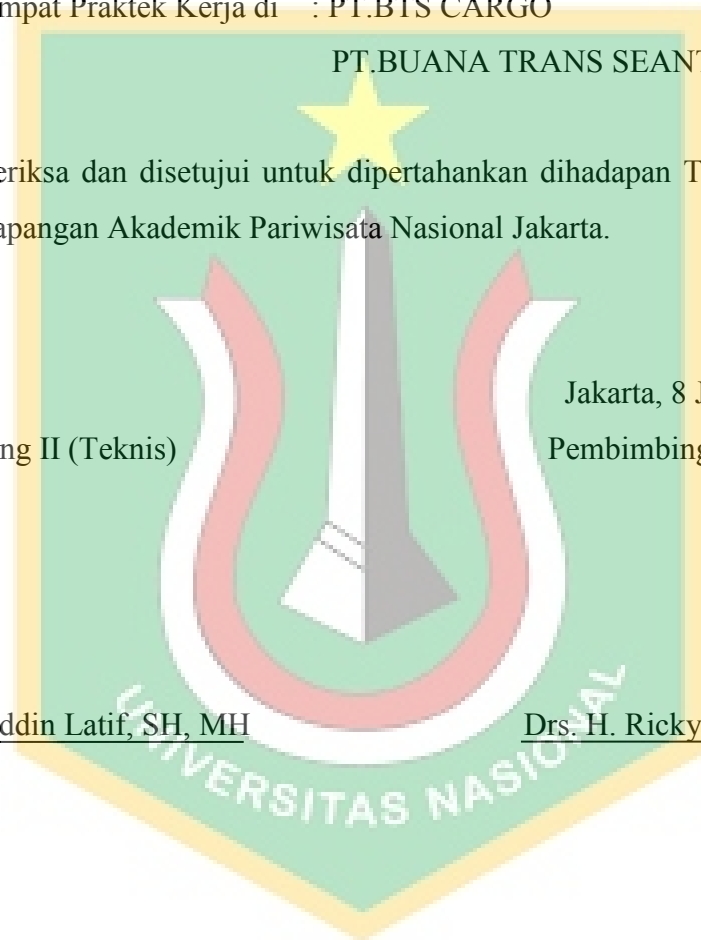 mpat Praktek Kerja di : PT.BTS CARGO
PT.BUANA TRANS SEANT
eriksa dan disetujui untuk dipertahankan dihadapan T
apangan Akademik Pariwisata Nasional Jakarta.
Jakarta, 8 J
ng II (Teknis) Pembimbing
ddin Latif, SH, MH Drs. H. Ricky
UNIVERSITAS NASIONAL